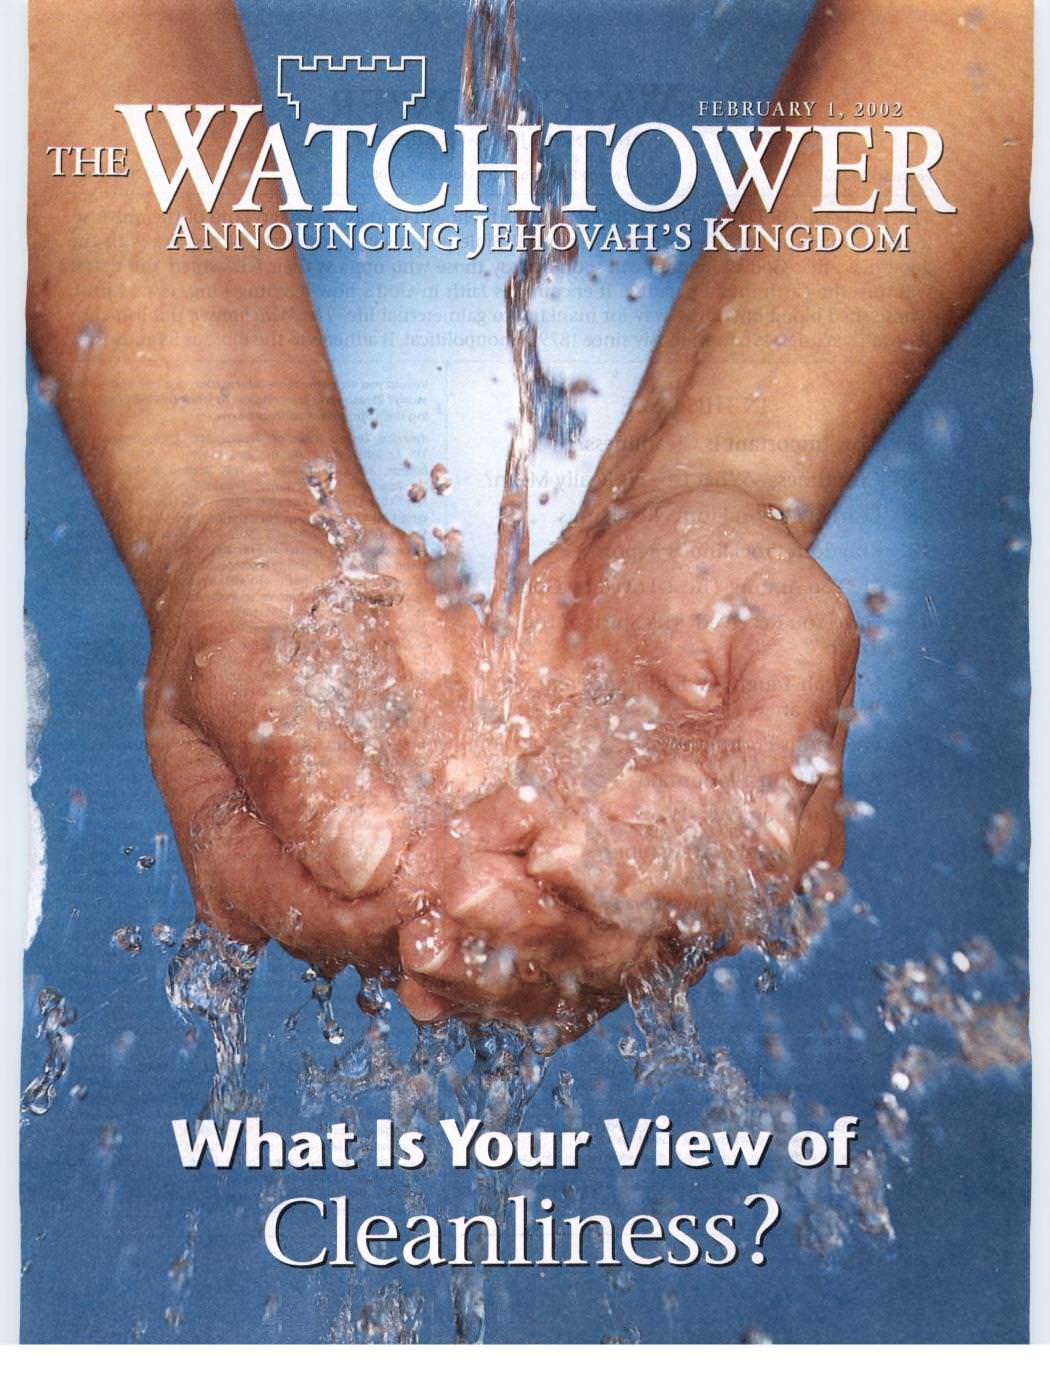 FEBRUARY 1, 2002
THE WATCHTOWER
ANNOUNCING JEHOVAH'S KINGDOM
What Is Your View of
Cleanliness?